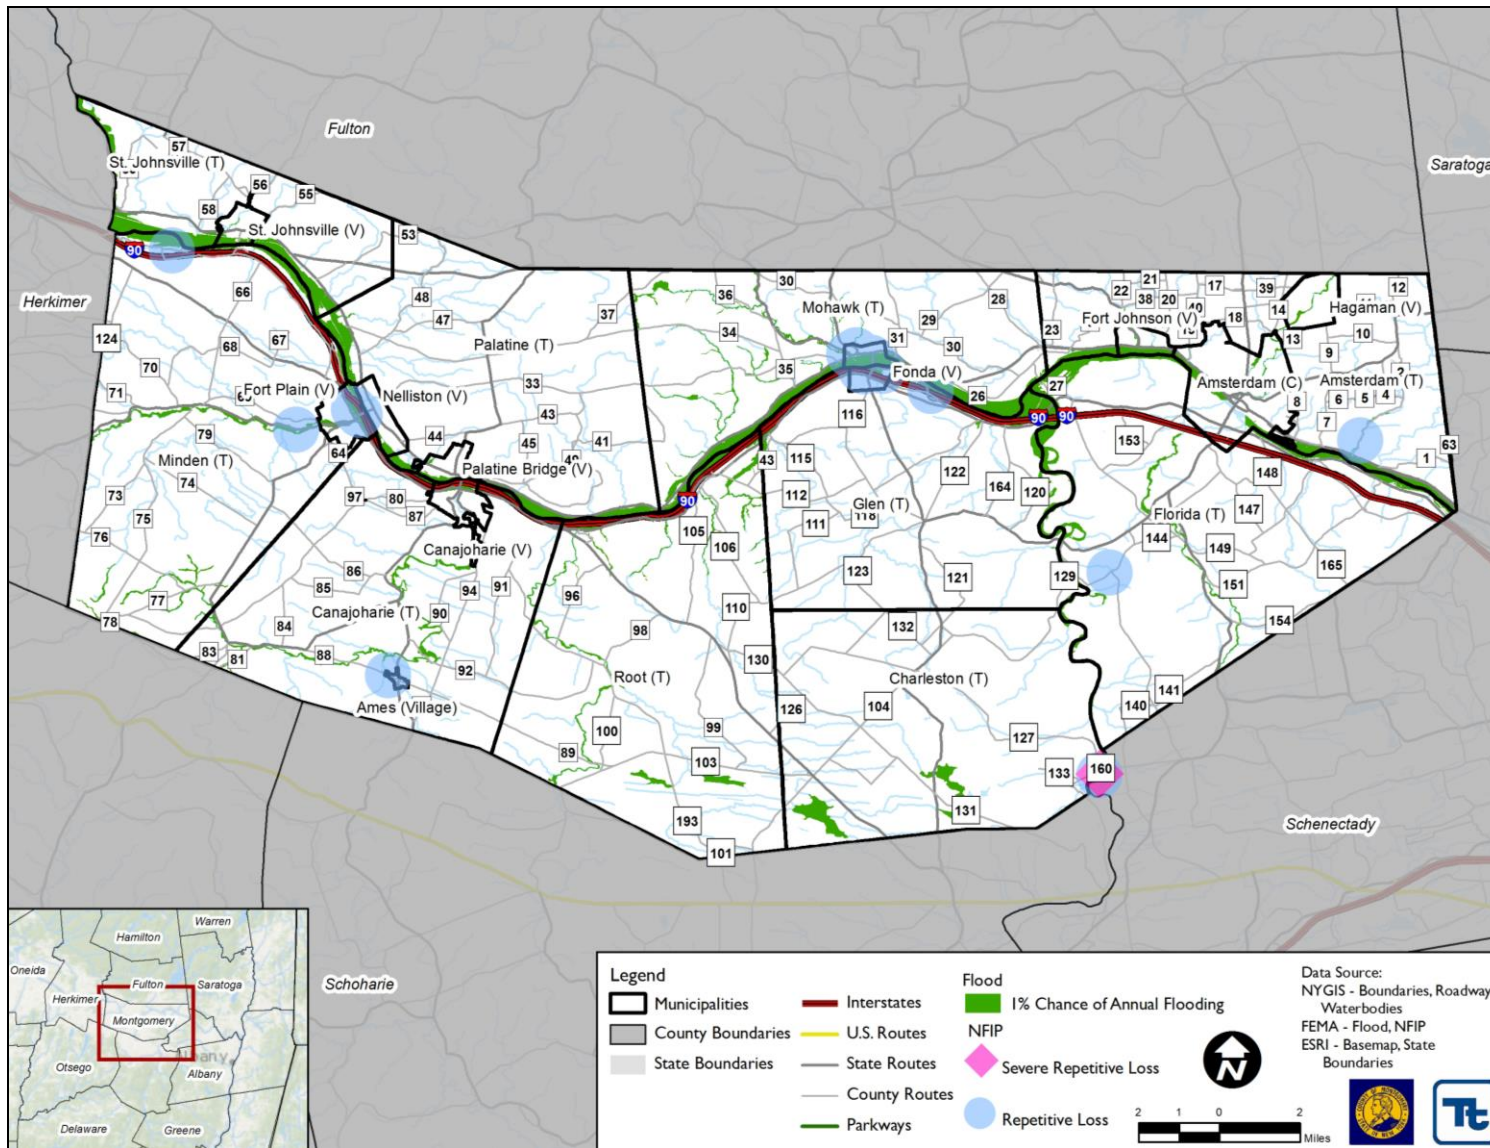 Fulton
Saratoga
57
St. Johnsville (T)
56
55
58
St. Johnsville (V)
53
90
Herkimer
66
48
47
37
36
30
28
Mohawk (T)
29
31
30
34
35
Fonda (V)
26
21
22
38
20
17
39
12
40
14
Hagaman (V)
Fort Johnson (V)
18
23
13
10
9
124
67
68
70
Palatine (T)
71
Fort Plain (V)
Nelliston (V)
33
43
44
45
41
27
Amsterdam (C)
Amsterdam (T)
8
6
5
4
7
116
90
90
79
Minden (T)
64
Palatine Bridge (V)
43
115
122
153
63
1
73
74
97
80
87
90
112
164
120
148
75
76
105
111
Glen (T)
118
Florida (T)
147
Canajoharie (V)
106
144
149
86
85
94
91
96
123
121
129
151
165
77
78
Canajoharie (T)
90
84
98
110
132
154
83
81
88
92
130
Root (T)
Charleston (T)
141
140
Ames (Village)
126
104
100
99
127
89
103
133
160
193
131
101
Schenectady
Schoharie
Warren
Hamilton
Oneida
Fulton
Saratoga
Herkimer
Montgomery
Otsego
Albany
Delaware
Greene
Legend
Municipalities
County Boundaries
State Boundaries
Interstates
U.S. Routes
State Routes
County Routes
Parkways
Flood
1% Chance of Annual Flooding
NFIP
Severe Repetitive Loss
Repetitive Loss
N
2 1 0 2
Miles
Data Source:
NYGIS - Boundaries, Roadway
Waterbodies
FEMA - Flood, NFIP
ESRI - Basemap, State
Boundaries
Tt